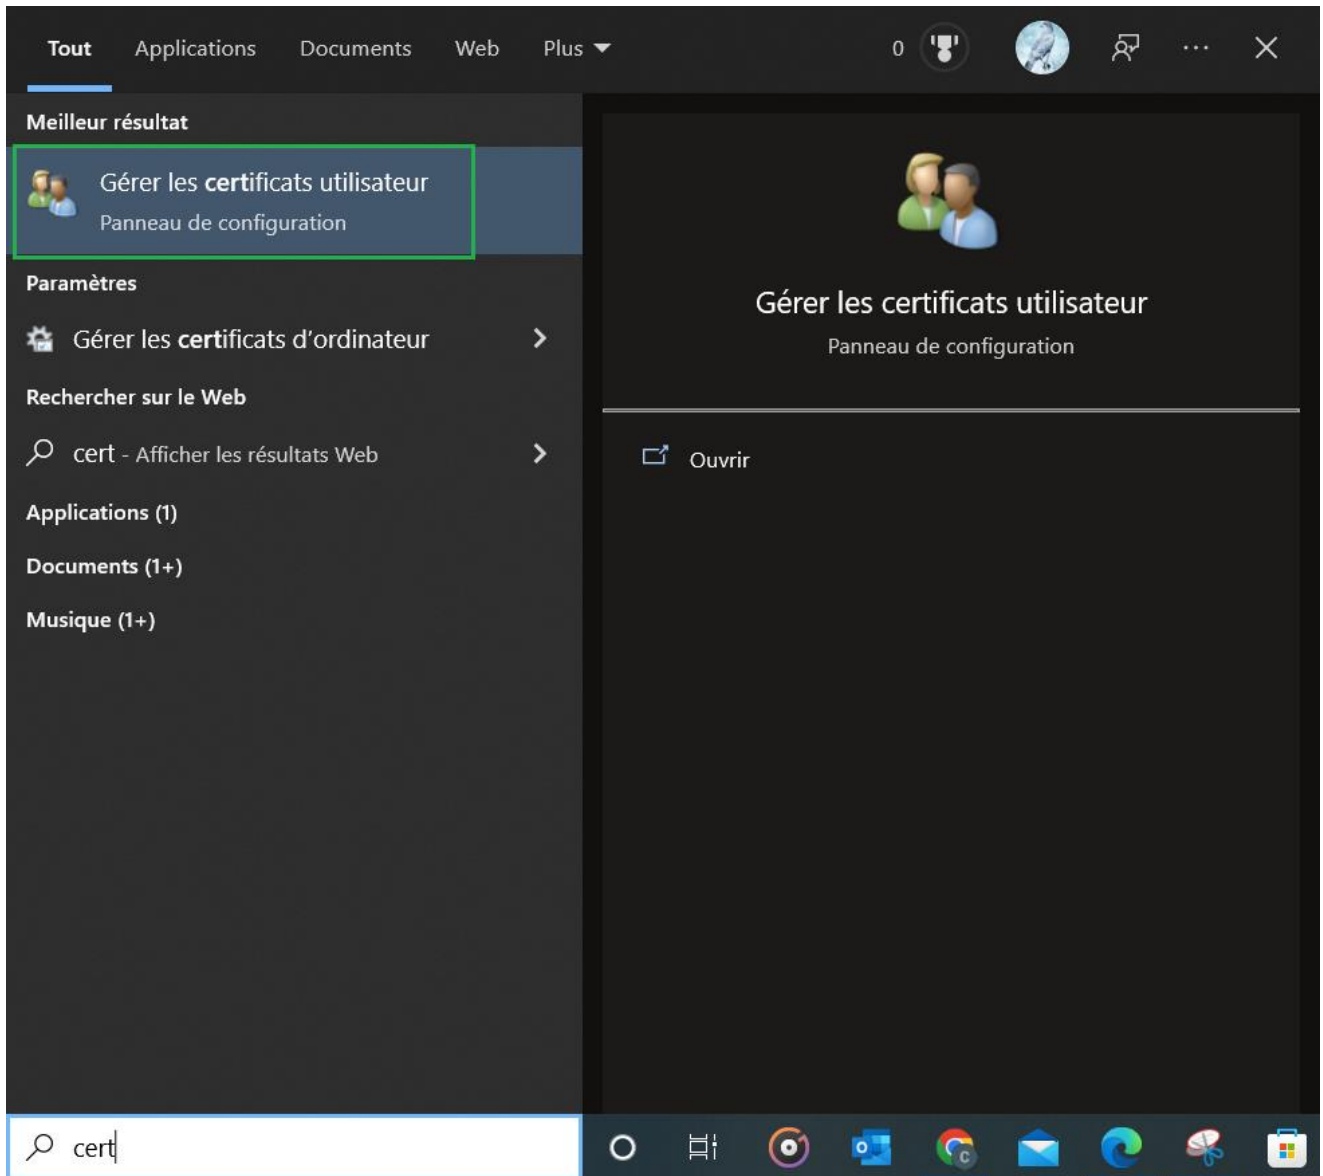 Tout Applications Documents Web Plus 0 ...
Meilleur résultat
Gérer les certificats utilisateur
Panneau de configuration
Paramètres
Gérer les certificats d’ordinateur
Rechercher sur le Web
cert - Afficher les résultats Web
Applications (1)
Documents (1+)
Musique (1+)
Gérer les certificats utilisateur
Panneau de configuration
Ouvrir
cert